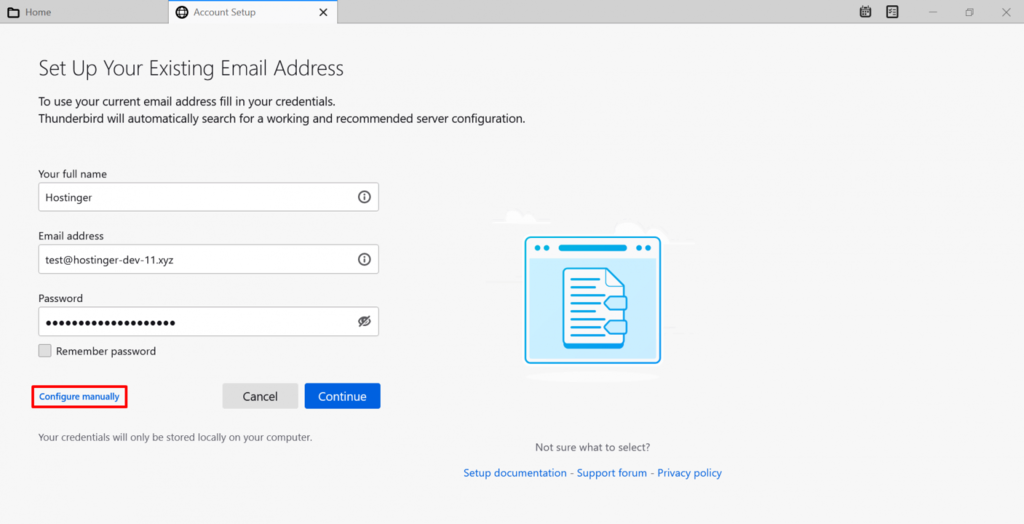 Home
Account Setup
Set Up Your Existing Email Address
To use your current email address fill in your credentials.
Thunderbird will automatically search for a working and recommended server configuration.
Your full name
Hostinger
Email address
test@hostinger-dev-11.xyz
Password
●●●●●●●●●●●●●●●●●●●●
Remember password
Configure manually
Cancel
Continue
Your credentials will only be stored locally on your computer.
Not sure what to select?
Setup documentation - Support forum - Privacy policy